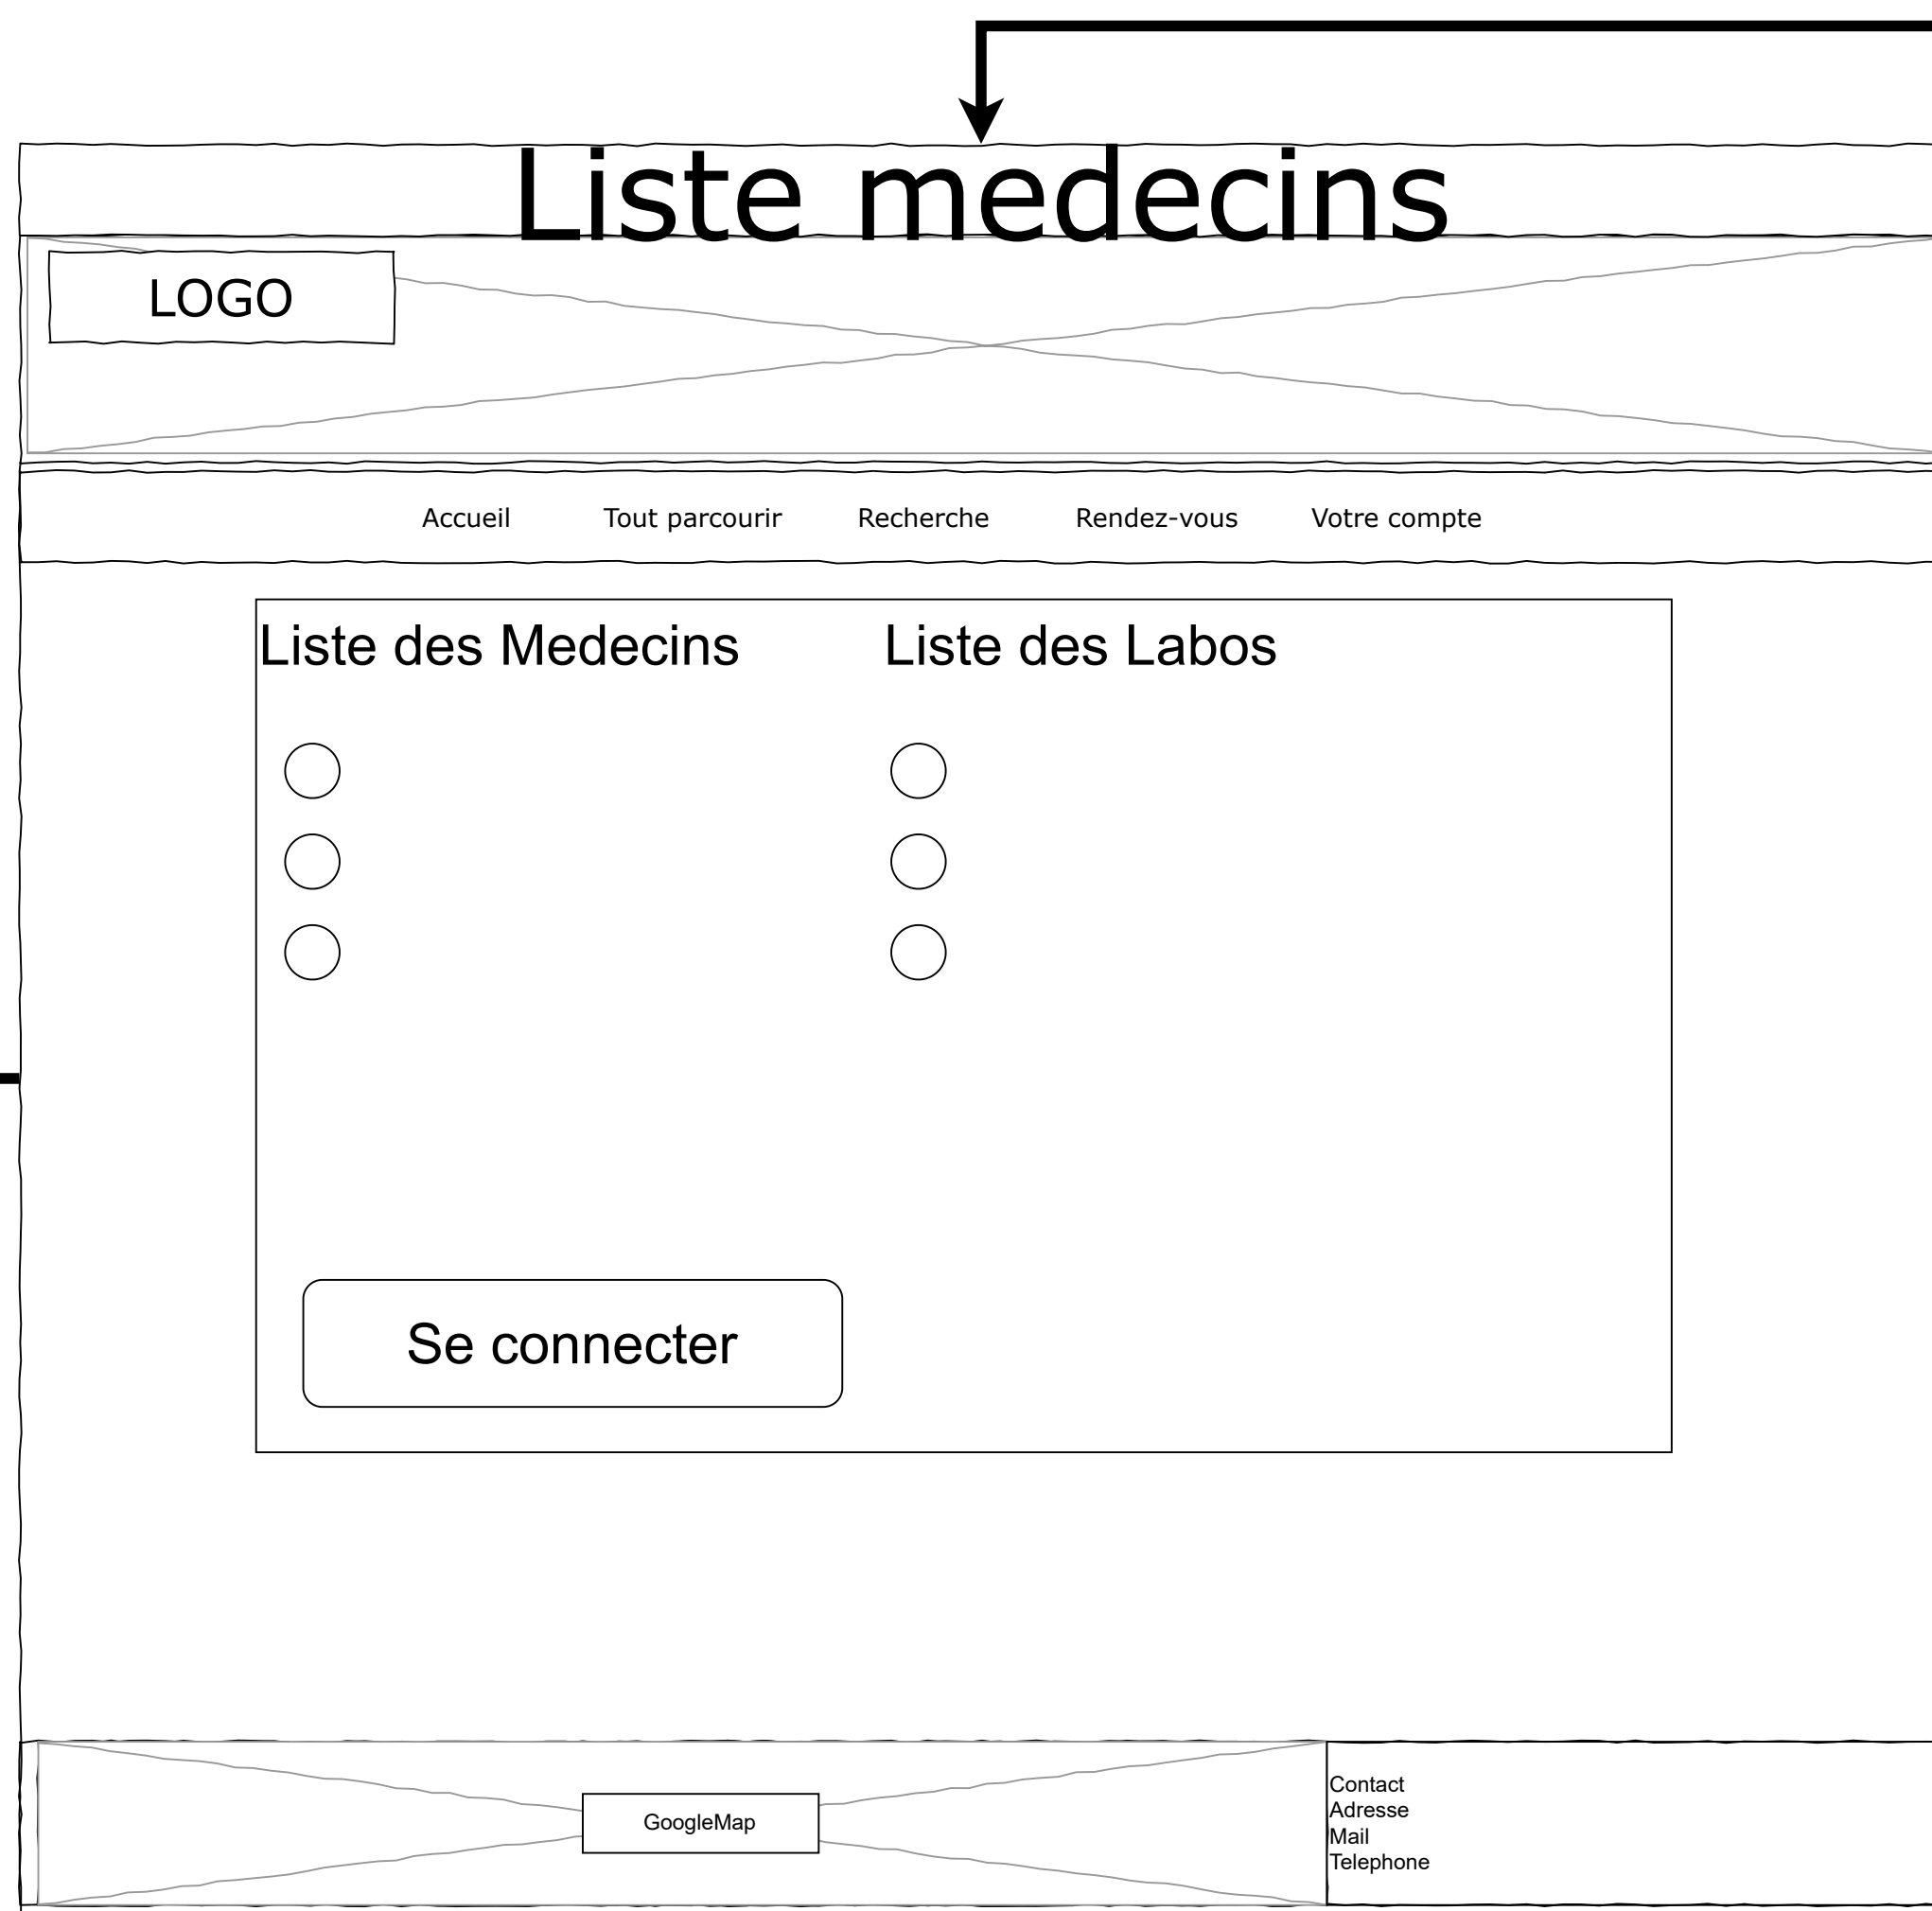 Liste medecins
LOGO
Accueil Tout parcourir Recherche Rendez-vous Votre compte
Liste des Medecins Liste des Labos
Se connecter
GoogleMap
Contact
Adresse
Mail
Telephone